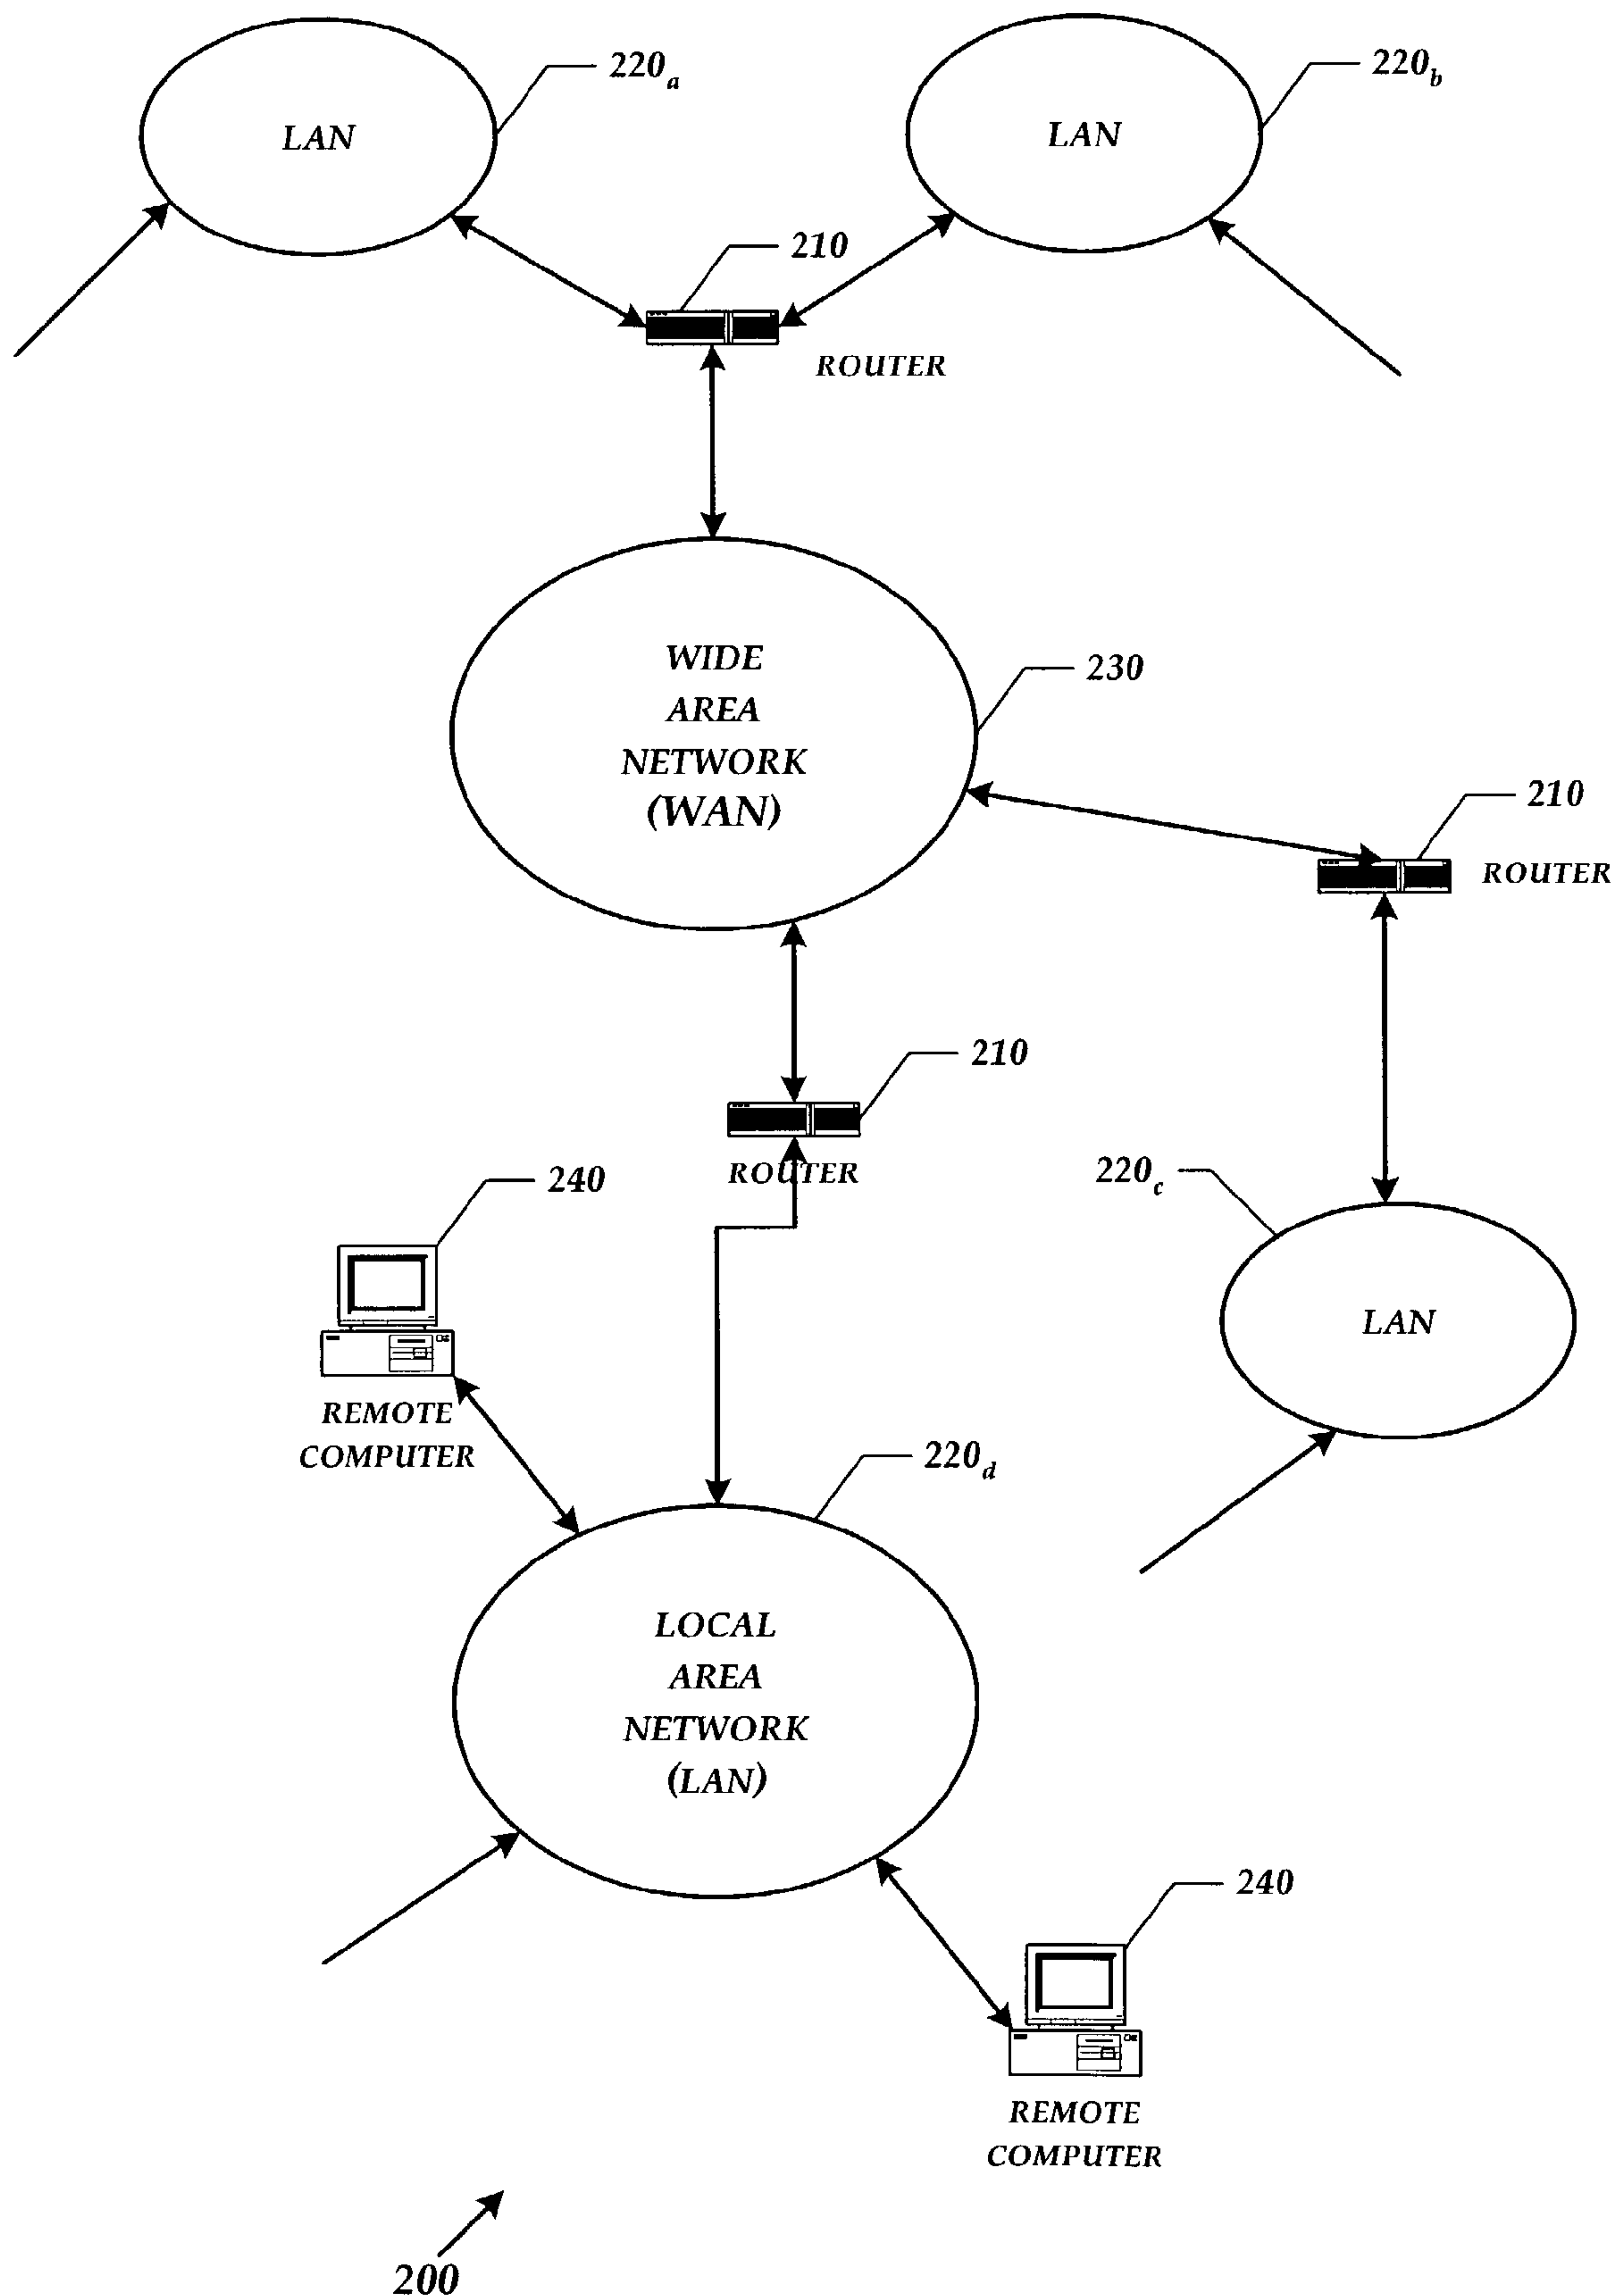 220a
220b
LAN
LAN
210
ROUTER
WIDE
AREA
NETWORK
(WAN)
230
210
ROUTER
210
ROUTER
220c
240
LAN
REMOTE
COMPUTER
220d
LOCAL
AREA
NETWORK
(LAN)
240
REMOTE
COMPUTER
200